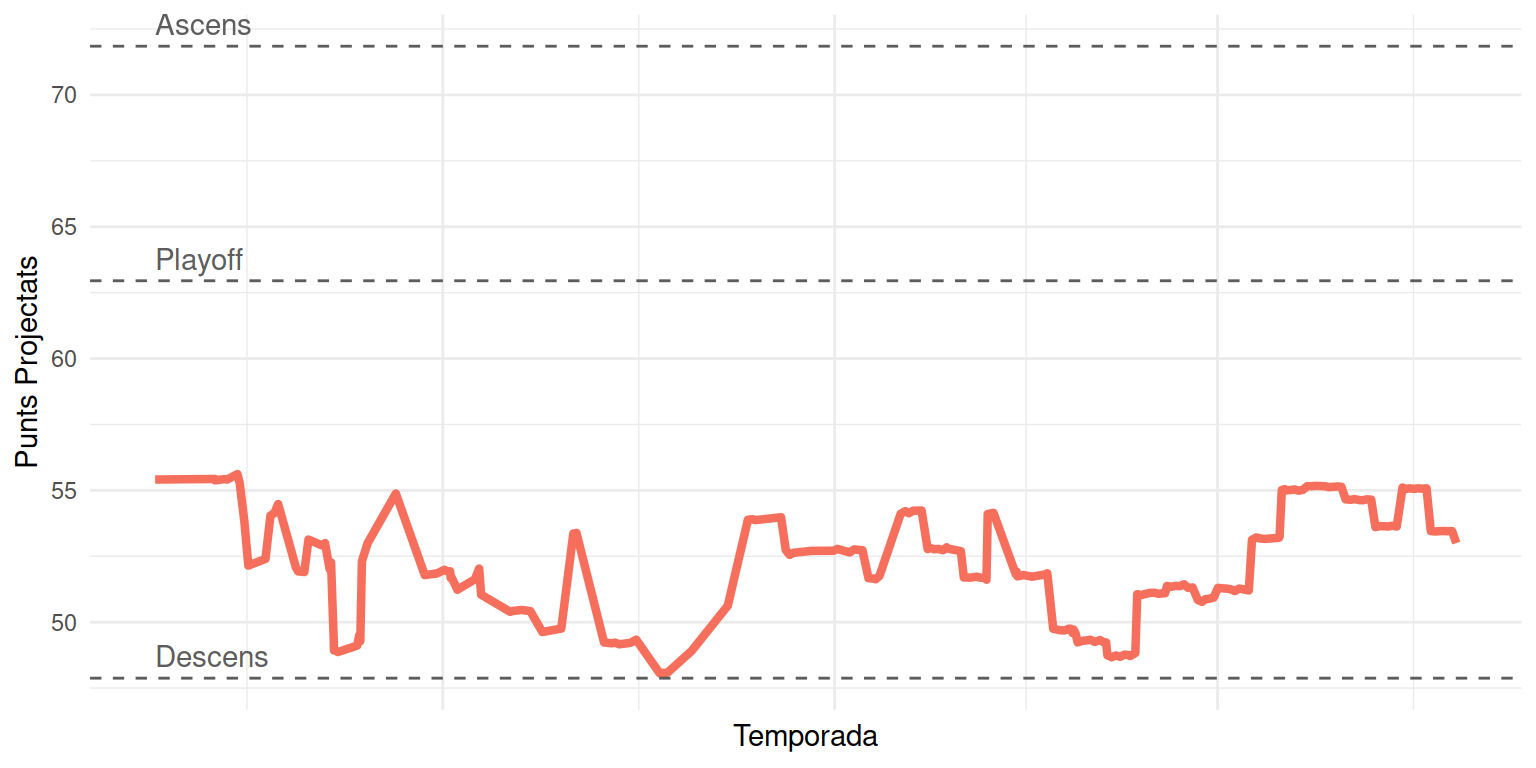 Ascens
70
65
Playoff
60
Punts Projectats
55
50
Descens
Temporada